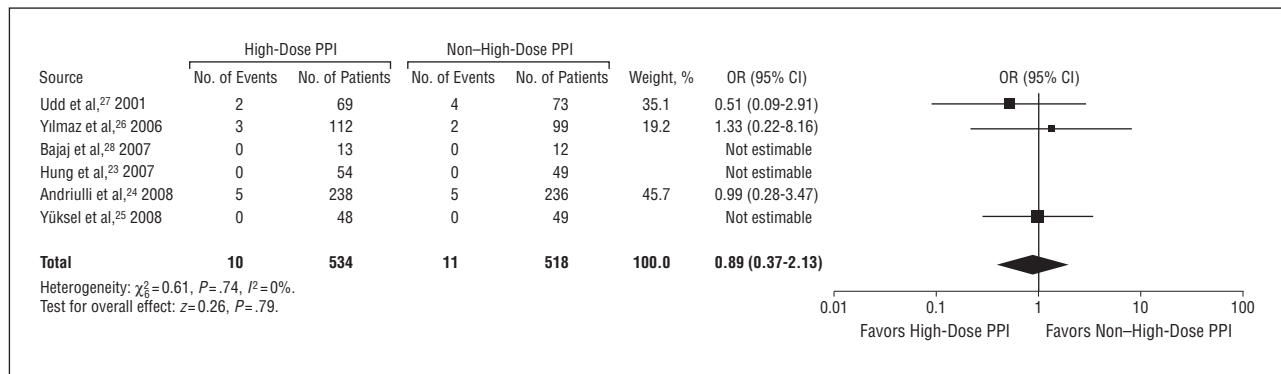 High-Dose PPI Non–High-Dose PPI
Source No. of Events No. of Patients No. of Events No. of Patients Weight, % OR (95% CI) OR (95% CI)
Udd et al,27 2001 2 69 4 73 35.1 0.51 (0.09-2.91)
Yılmaz et al,26 2006 3 112 2 99 19.2 1.33 (0.22-8.16)
Bajaj et al,28 2007 0 13 0 12 Not estimable
Hung et al,23 2007 0 54 0 49 Not estimable
Andriulli et al,24 2008 5 238 5 236 45.7 0.99 (0.28-3.47)
Yüksel et al,25 2008 0 48 0 49 Not estimable
Total 10 534 11 518 100.0 0.89 (0.37-2.13)
Heterogeneity: χ²₆ = 0.61, P = .74, I² = 0%.
Test for overall effect: z = 0.26, P = .79.
0.01 0.1 1 10 100
Favors High-Dose PPI Favors Non–High-Dose PPI